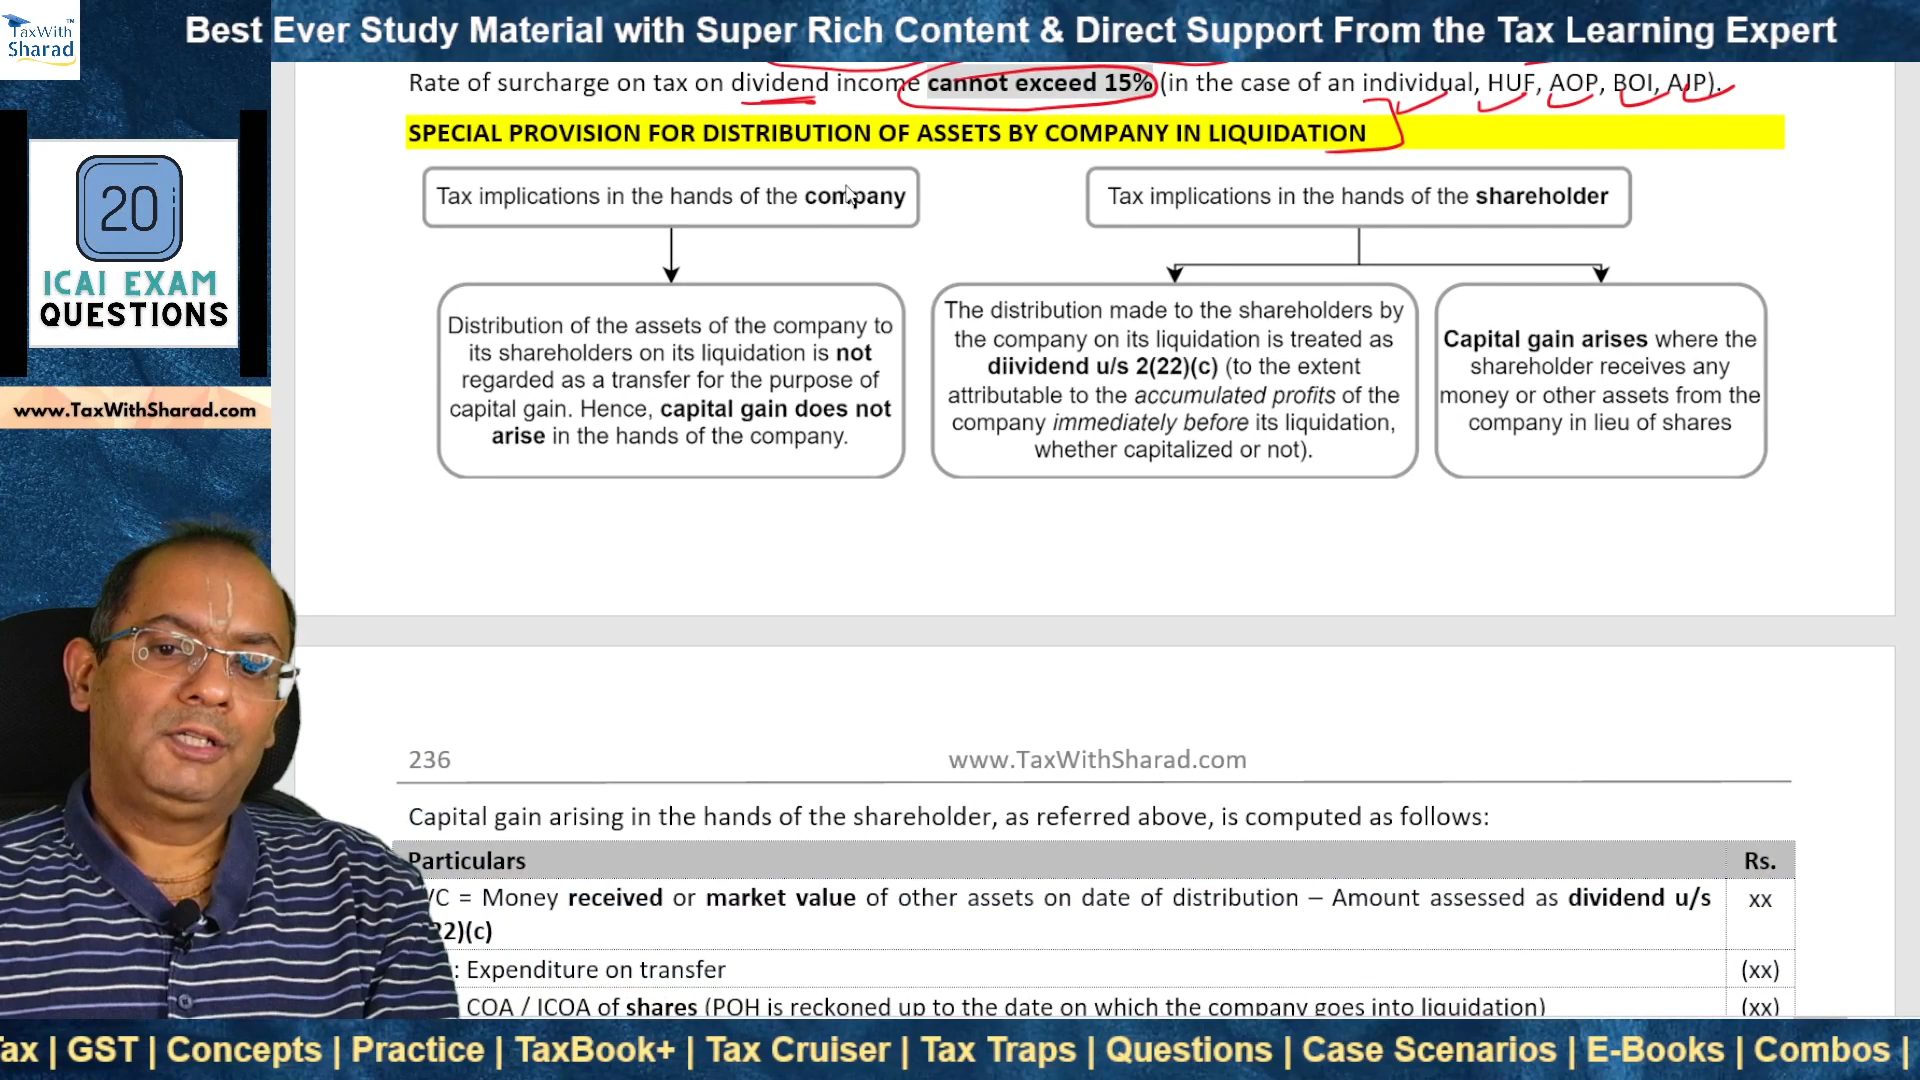 TaxWith
Sharad
Best Ever Study Material with Super Rich Content & Direct Support From the Tax Learning Expert
20
ICAI EXAM
QUESTIONS
www.TaxWithSharad.com
Rate of surcharge on tax on dividend income cannot exceed 15% (in the case of an individual, HUF, AOP, BOI, AJP).
SPECIAL PROVISION FOR DISTRIBUTION OF ASSETS BY COMPANY IN LIQUIDATION
Tax implications in the hands of the company
Distribution of the assets of the company to
its shareholders on its liquidation is not
regarded as a transfer for the purpose of
capital gain. Hence, capital gain does not
arise in the hands of the company.
Tax implications in the hands of the shareholder
The distribution made to the shareholders by
the company on its liquidation is treated as
diividend u/s 2(22)(c) (to the extent
attributable to the accumulated profits of the
company immediately before its liquidation,
whether capitalized or not).
Capital gain arises where the
shareholder receives any
money or other assets from the
company in lieu of shares
236
www.TaxWithSharad.com
Capital gain arising in the hands of the shareholder, as referred above, is computed as follows:
Particulars Rs.
VC = Money received or market value of other assets on date of distribution – Amount assessed as dividend u/s xx
22)(c)
: Expenditure on transfer (xx)
COA / ICOA of shares (POH is reckoned up to the date on which the company goes into liquidation) (xx)
Tax | GST | Concepts | Practice | TaxBook+ | Tax Cruiser | Tax Traps | Questions | Case Scenarios | E-Books | Combos |